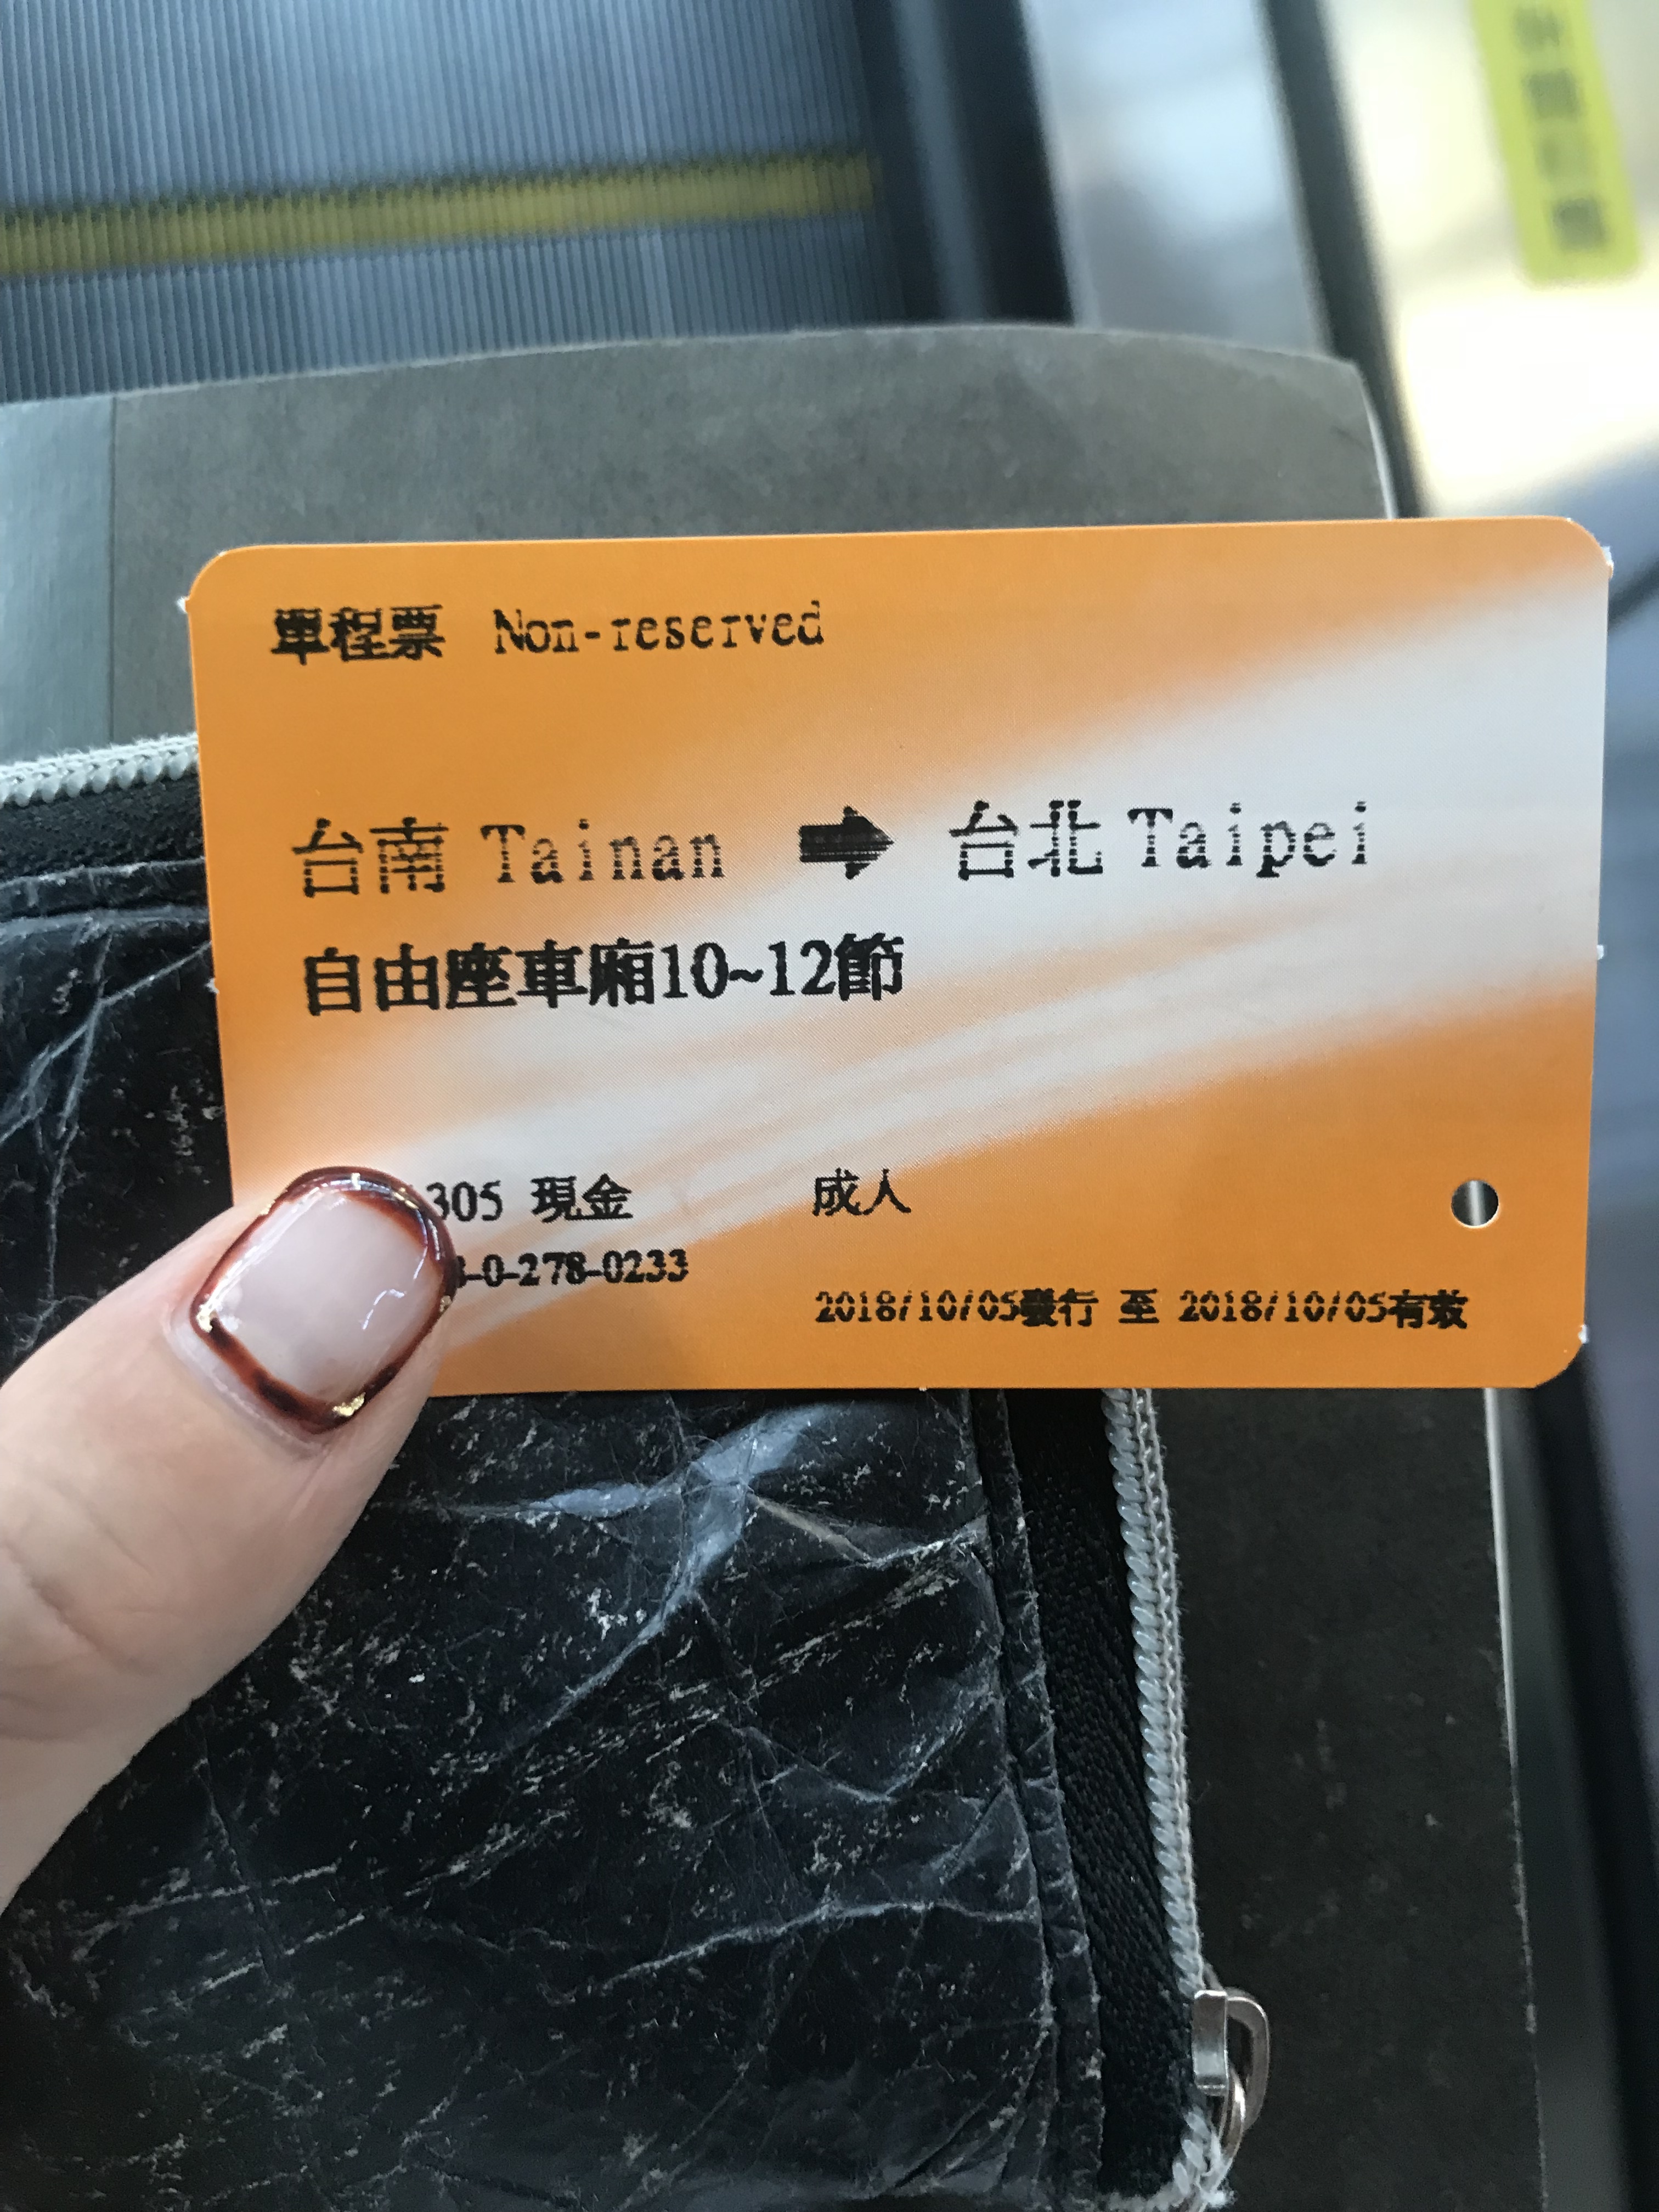 單程票 Non-reserved
台南 Tainan ➡ 台北 Taipei
自由座車廂10~12節
305 現金 成人
-0-278-0233
2018/10/05發行 至 2018/10/05有效